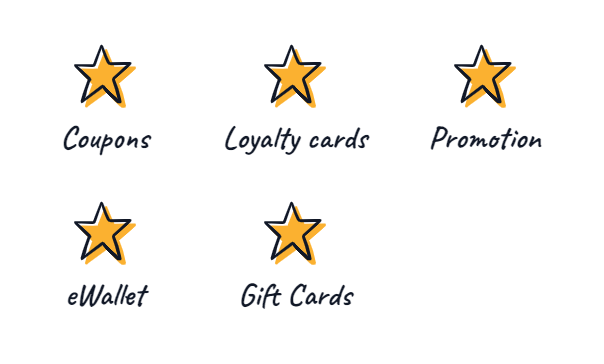 Coupons
Loyalty cards
Promotion
eWallet
Gift Cards